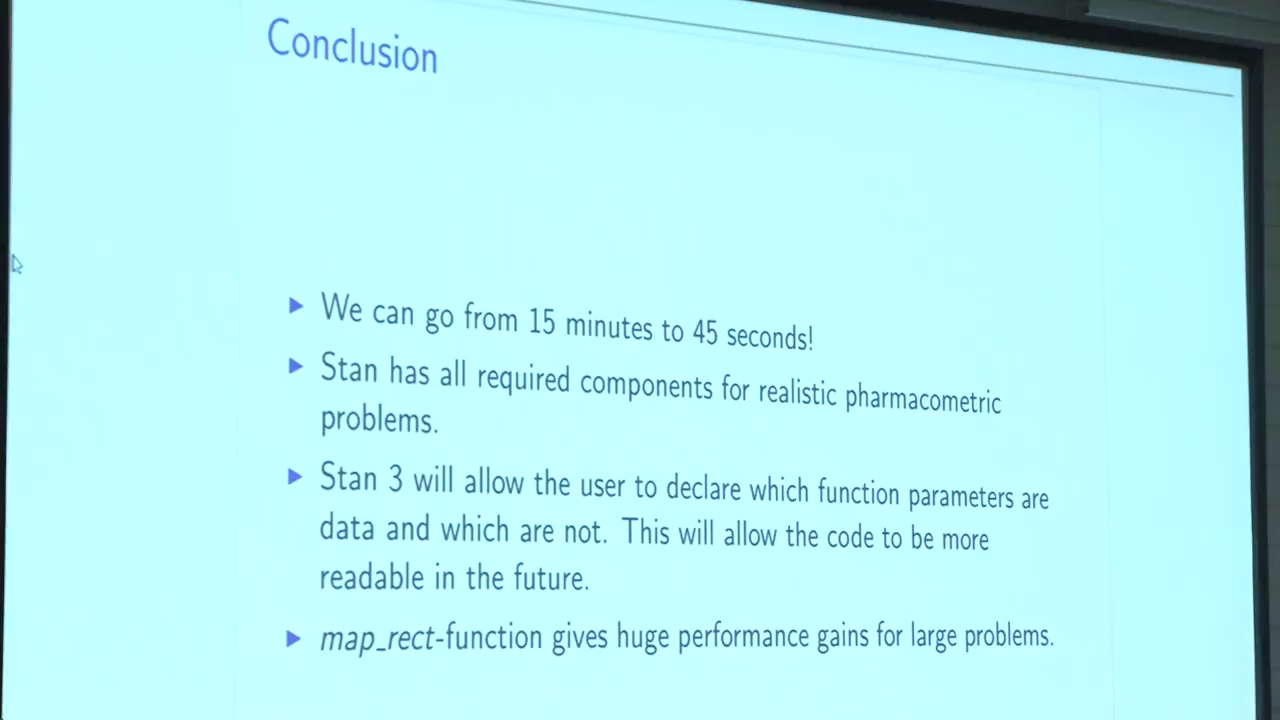 Conclusion
▶ We can go from 15 minutes to 45 seconds!
▶ Stan has all required components for realistic pharmacometric
problems.
▶ Stan 3 will allow the user to declare which function parameters are
data and which are not. This will allow the code to be more
readable in the future.
▶ map_rect-function gives huge performance gains for large problems.